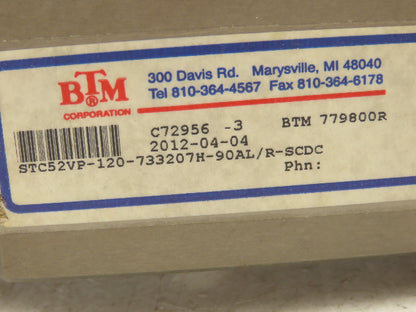 BTM
®
CORPORATION
300 Davis Rd. Marysville, MI 48040
Tel 810-364-4567 Fax 810-364-6178
C72956 -3 BTM 779800R
2012-04-04
STC52VP-120-733207H-90AL/R-SCDC
Phn: